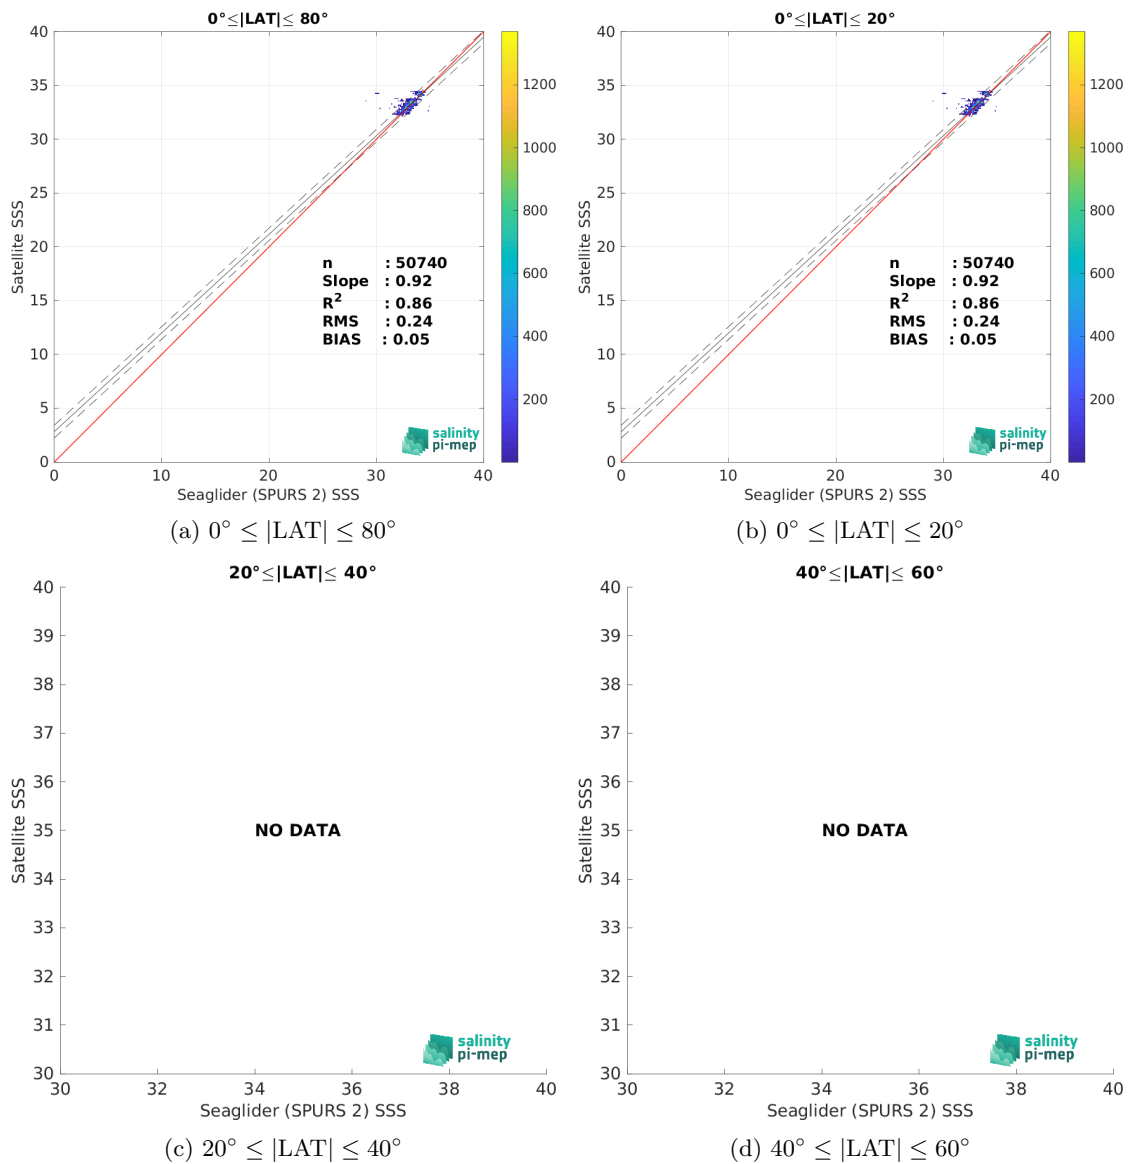 0°≤|LAT|≤ 80°
40
35
30
25
20
15
10
5
0
Satellite SSS
n : 50740
Slope : 0.92
R² : 0.86
RMS : 0.24
BIAS : 0.05
salinity
pi-mep
0 10 20 30 40
Seaglider (SPURS 2) SSS
1200
1000
800
600
400
200
(a) 0° ≤ |LAT| ≤ 80°
0°≤|LAT|≤ 20°
40
35
30
25
20
15
10
5
0
Satellite SSS
n : 50740
Slope : 0.92
R² : 0.86
RMS : 0.24
BIAS : 0.05
salinity
pi-mep
0 10 20 30 40
Seaglider (SPURS 2) SSS
1200
1000
800
600
400
200
(b) 0° ≤ |LAT| ≤ 20°
20°≤|LAT|≤ 40°
40
39
38
37
36
35
34
33
32
31
30
Satellite SSS
NO DATA
salinity
pi-mep
30 32 34 36 38 40
Seaglider (SPURS 2) SSS
(c) 20° ≤ |LAT| ≤ 40°
40°≤|LAT|≤ 60°
40
39
38
37
36
35
34
33
32
31
30
Satellite SSS
NO DATA
salinity
pi-mep
30 32 34 36 38 40
Seaglider (SPURS 2) SSS
(d) 40° ≤ |LAT| ≤ 60°